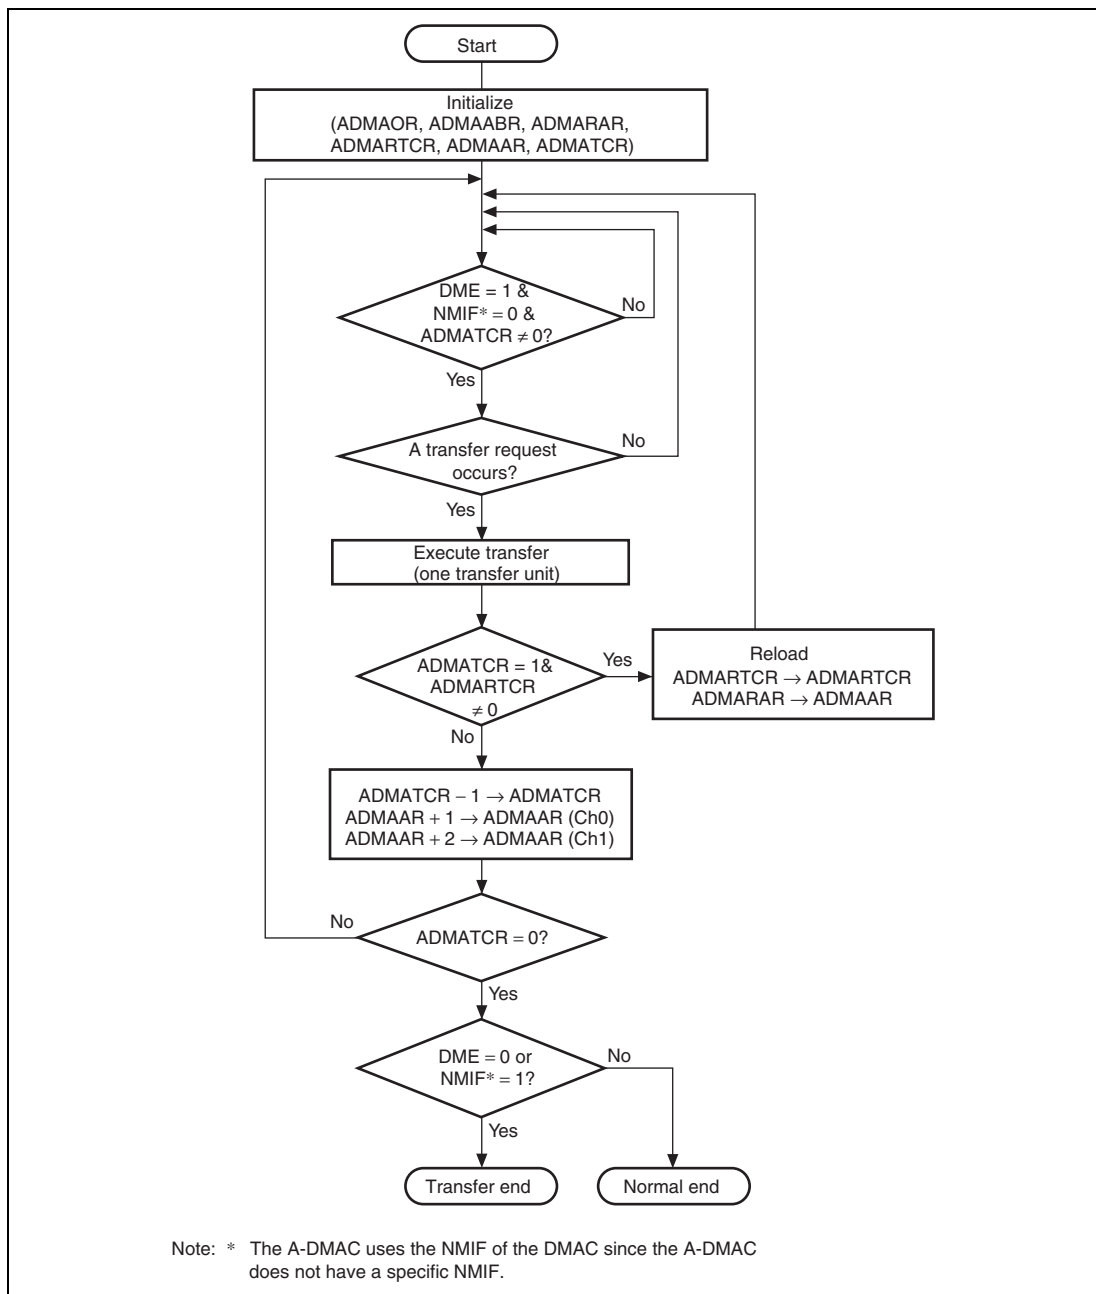 Start
Initialize
(ADMAOR, ADMAABR, ADMARAR,
ADMARTCR, ADMAAR, ADMATCR)
DME = 1 &
NMIF* = 0 &
ADMATCR ≠ 0?
No
Yes
A transfer request
occurs?
No
Yes
Execute transfer
(one transfer unit)
ADMATCR = 1&
ADMARTCR
≠ 0
Yes
Reload
ADMARTCR → ADMARTCR
ADMARAR → ADMAAR
No
ADMATCR – 1 → ADMATCR
ADMAAR + 1 → ADMAAR (Ch0)
ADMAAR + 2 → ADMAAR (Ch1)
No
ADMATCR = 0?
Yes
DME = 0 or
NMIF* = 1?
No
Yes
Transfer end
Normal end
Note: * The A-DMAC uses the NMIF of the DMAC since the A-DMAC
does not have a specific NMIF.